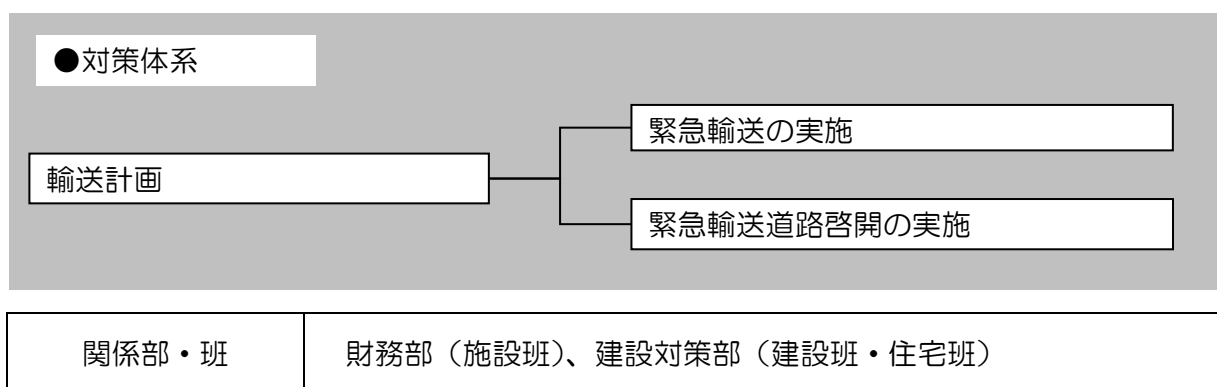 ●対策体系
緊急輸送の実施
輸送計画
緊急輸送道路啓開の実施
関係部・班
財務部（施設班）、建設対策部（建設班・住宅班）